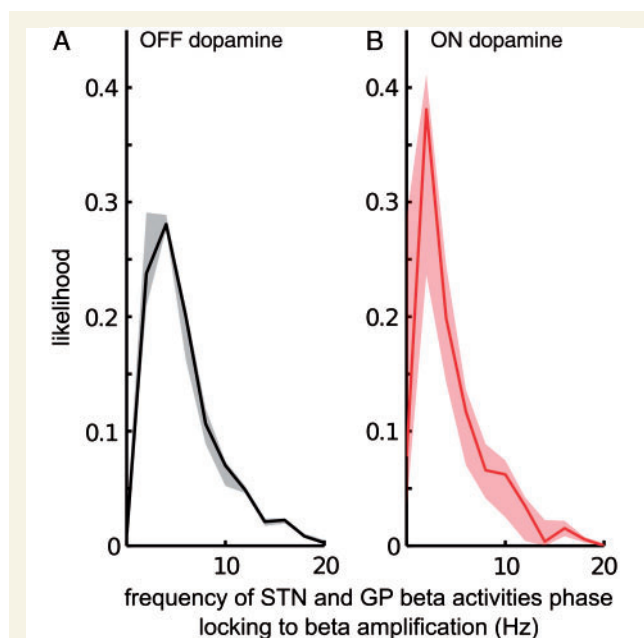 A OFF dopamine
B ON dopamine
0.4
0.4
0.3
0.3
0.2
0.2
0.1
0.1
0
0
10
20
10
20
likelihood
frequency of STN and GP beta activities phase
locking to beta amplification (Hz)